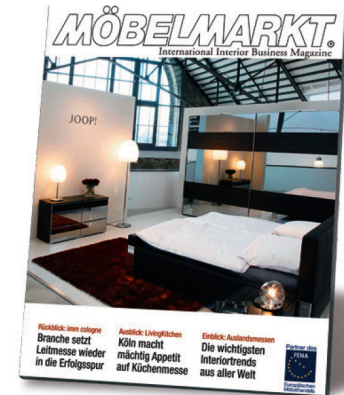 MÖBELMARKT®
International Interior Business Magazine
JOOP!
Rückblick: imm cologne
Branche setzt
Leitmesse wieder
in die Erfolgsspur
Ausblick: LivingKitchen
Köln macht
mächtig Appetit
auf Küchenmesse
Einblick: Auslandsmessen
Die wichtigsten
Interiortrends
aus aller Welt
Partner des
FENA
Europäischen
Möbelhandels